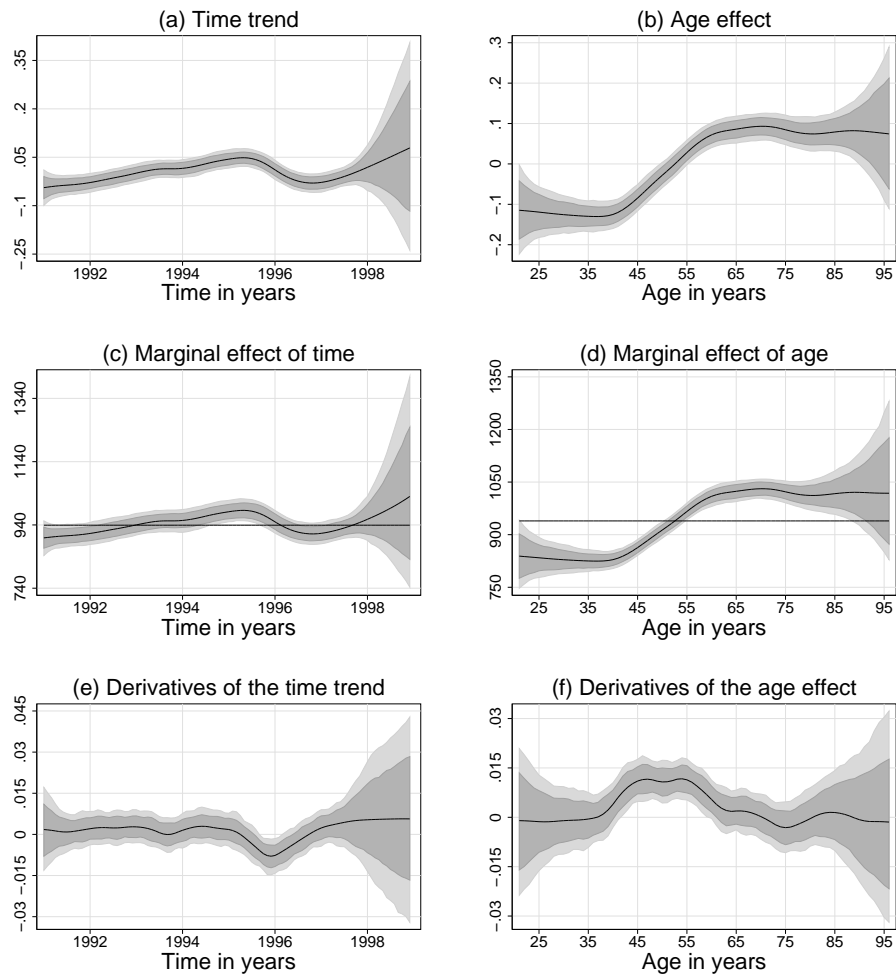 (a) Time trend
.35
.2
.05
-.1
-.25
1992 1994 1996 1998
Time in years
(b) Age effect
.3
.2
.1
0
-.1
-.2
25 35 45 55 65 75 85 95
Age in years
(c) Marginal effect of time
1340
1140
940
740
1992 1994 1996 1998
Time in years
(d) Marginal effect of age
1350
1200
1050
900
750
25 35 45 55 65 75 85 95
Age in years
(e) Derivatives of the time trend
.045
.03
.015
0
-.015
-.03
1992 1994 1996 1998
Time in years
(f) Derivatives of the age effect
.03
.015
0
-.015
-.03
25 35 45 55 65 75 85 95
Age in years